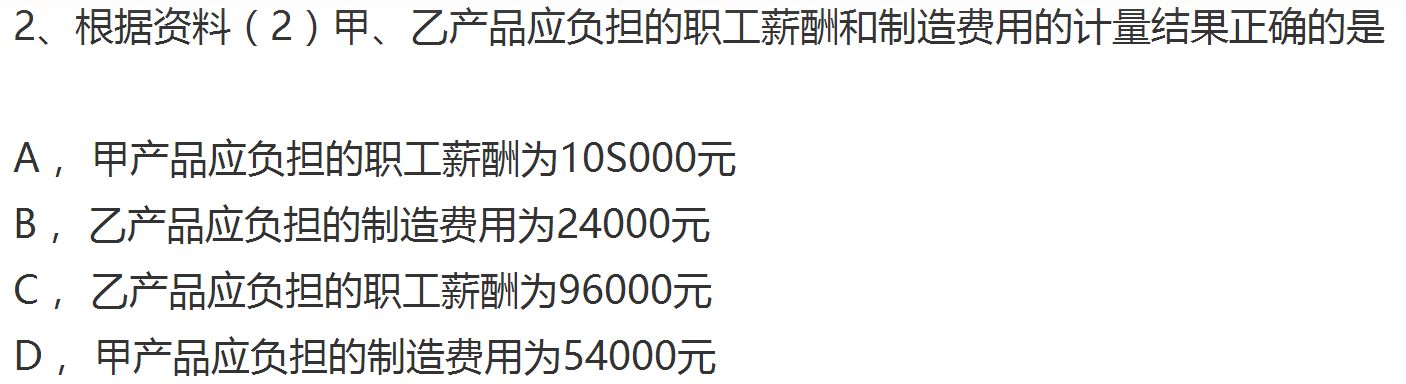 2、根据资料（2）甲、乙产品应负担的职工薪酬和制造费用的计量结果正确的是
A， 甲产品应负担的职工薪酬为10S000元
B， 乙产品应负担的制造费用为24000元
C， 乙产品应负担的职工薪酬为96000元
D， 甲产品应负担的制造费用为54000元